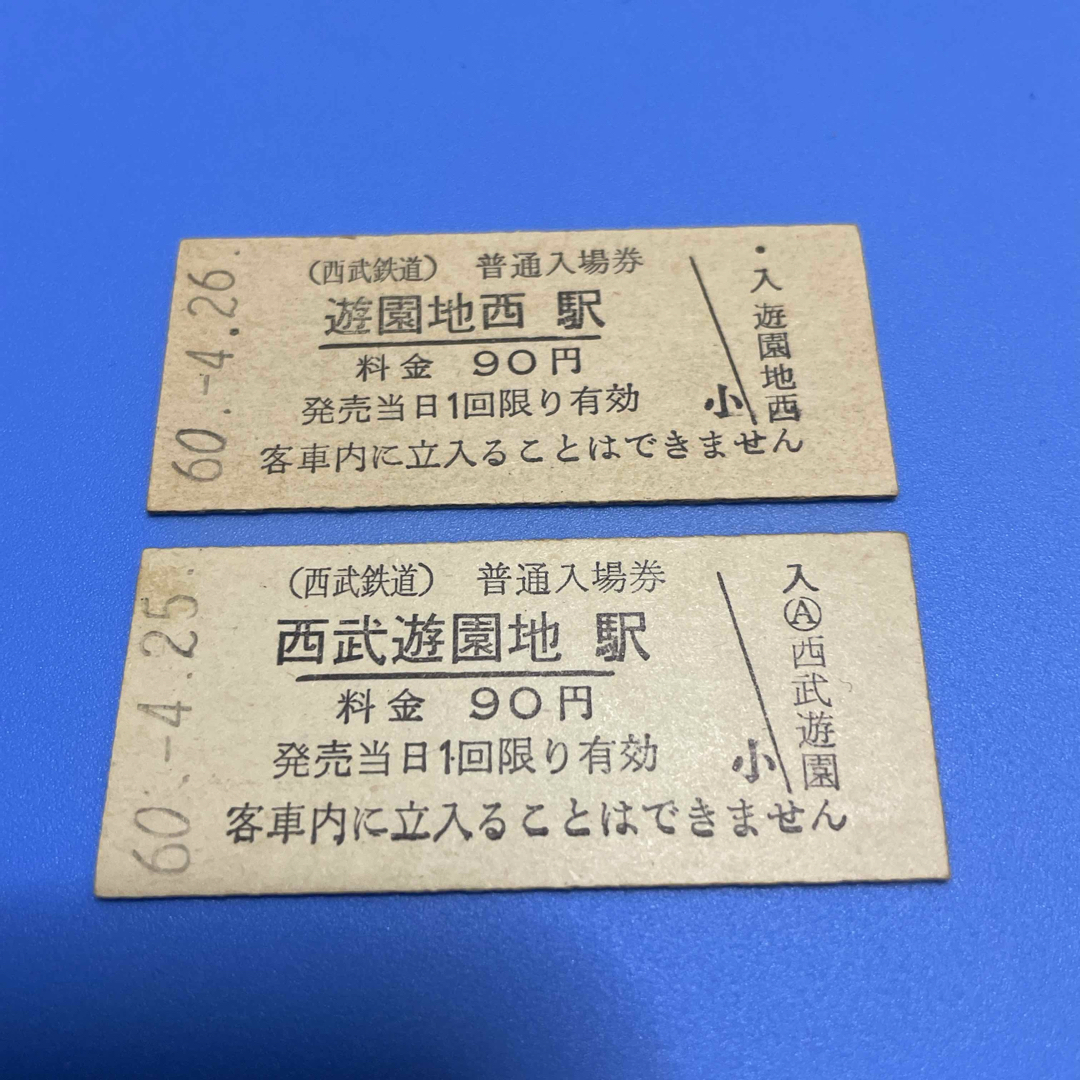 60.-4.26.
(西武鉄道) 普通入場券
遊園地西 駅
料金 90円
発売当日1回限り有効
客車内に立入ることはできません
小
・入 遊園地西
60.-4.25.
(西武鉄道) 普通入場券
西武遊園地 駅
料金 90円
発売当日1回限り有効
客車内に立入ることはできません
小
入Ⓐ西武遊園